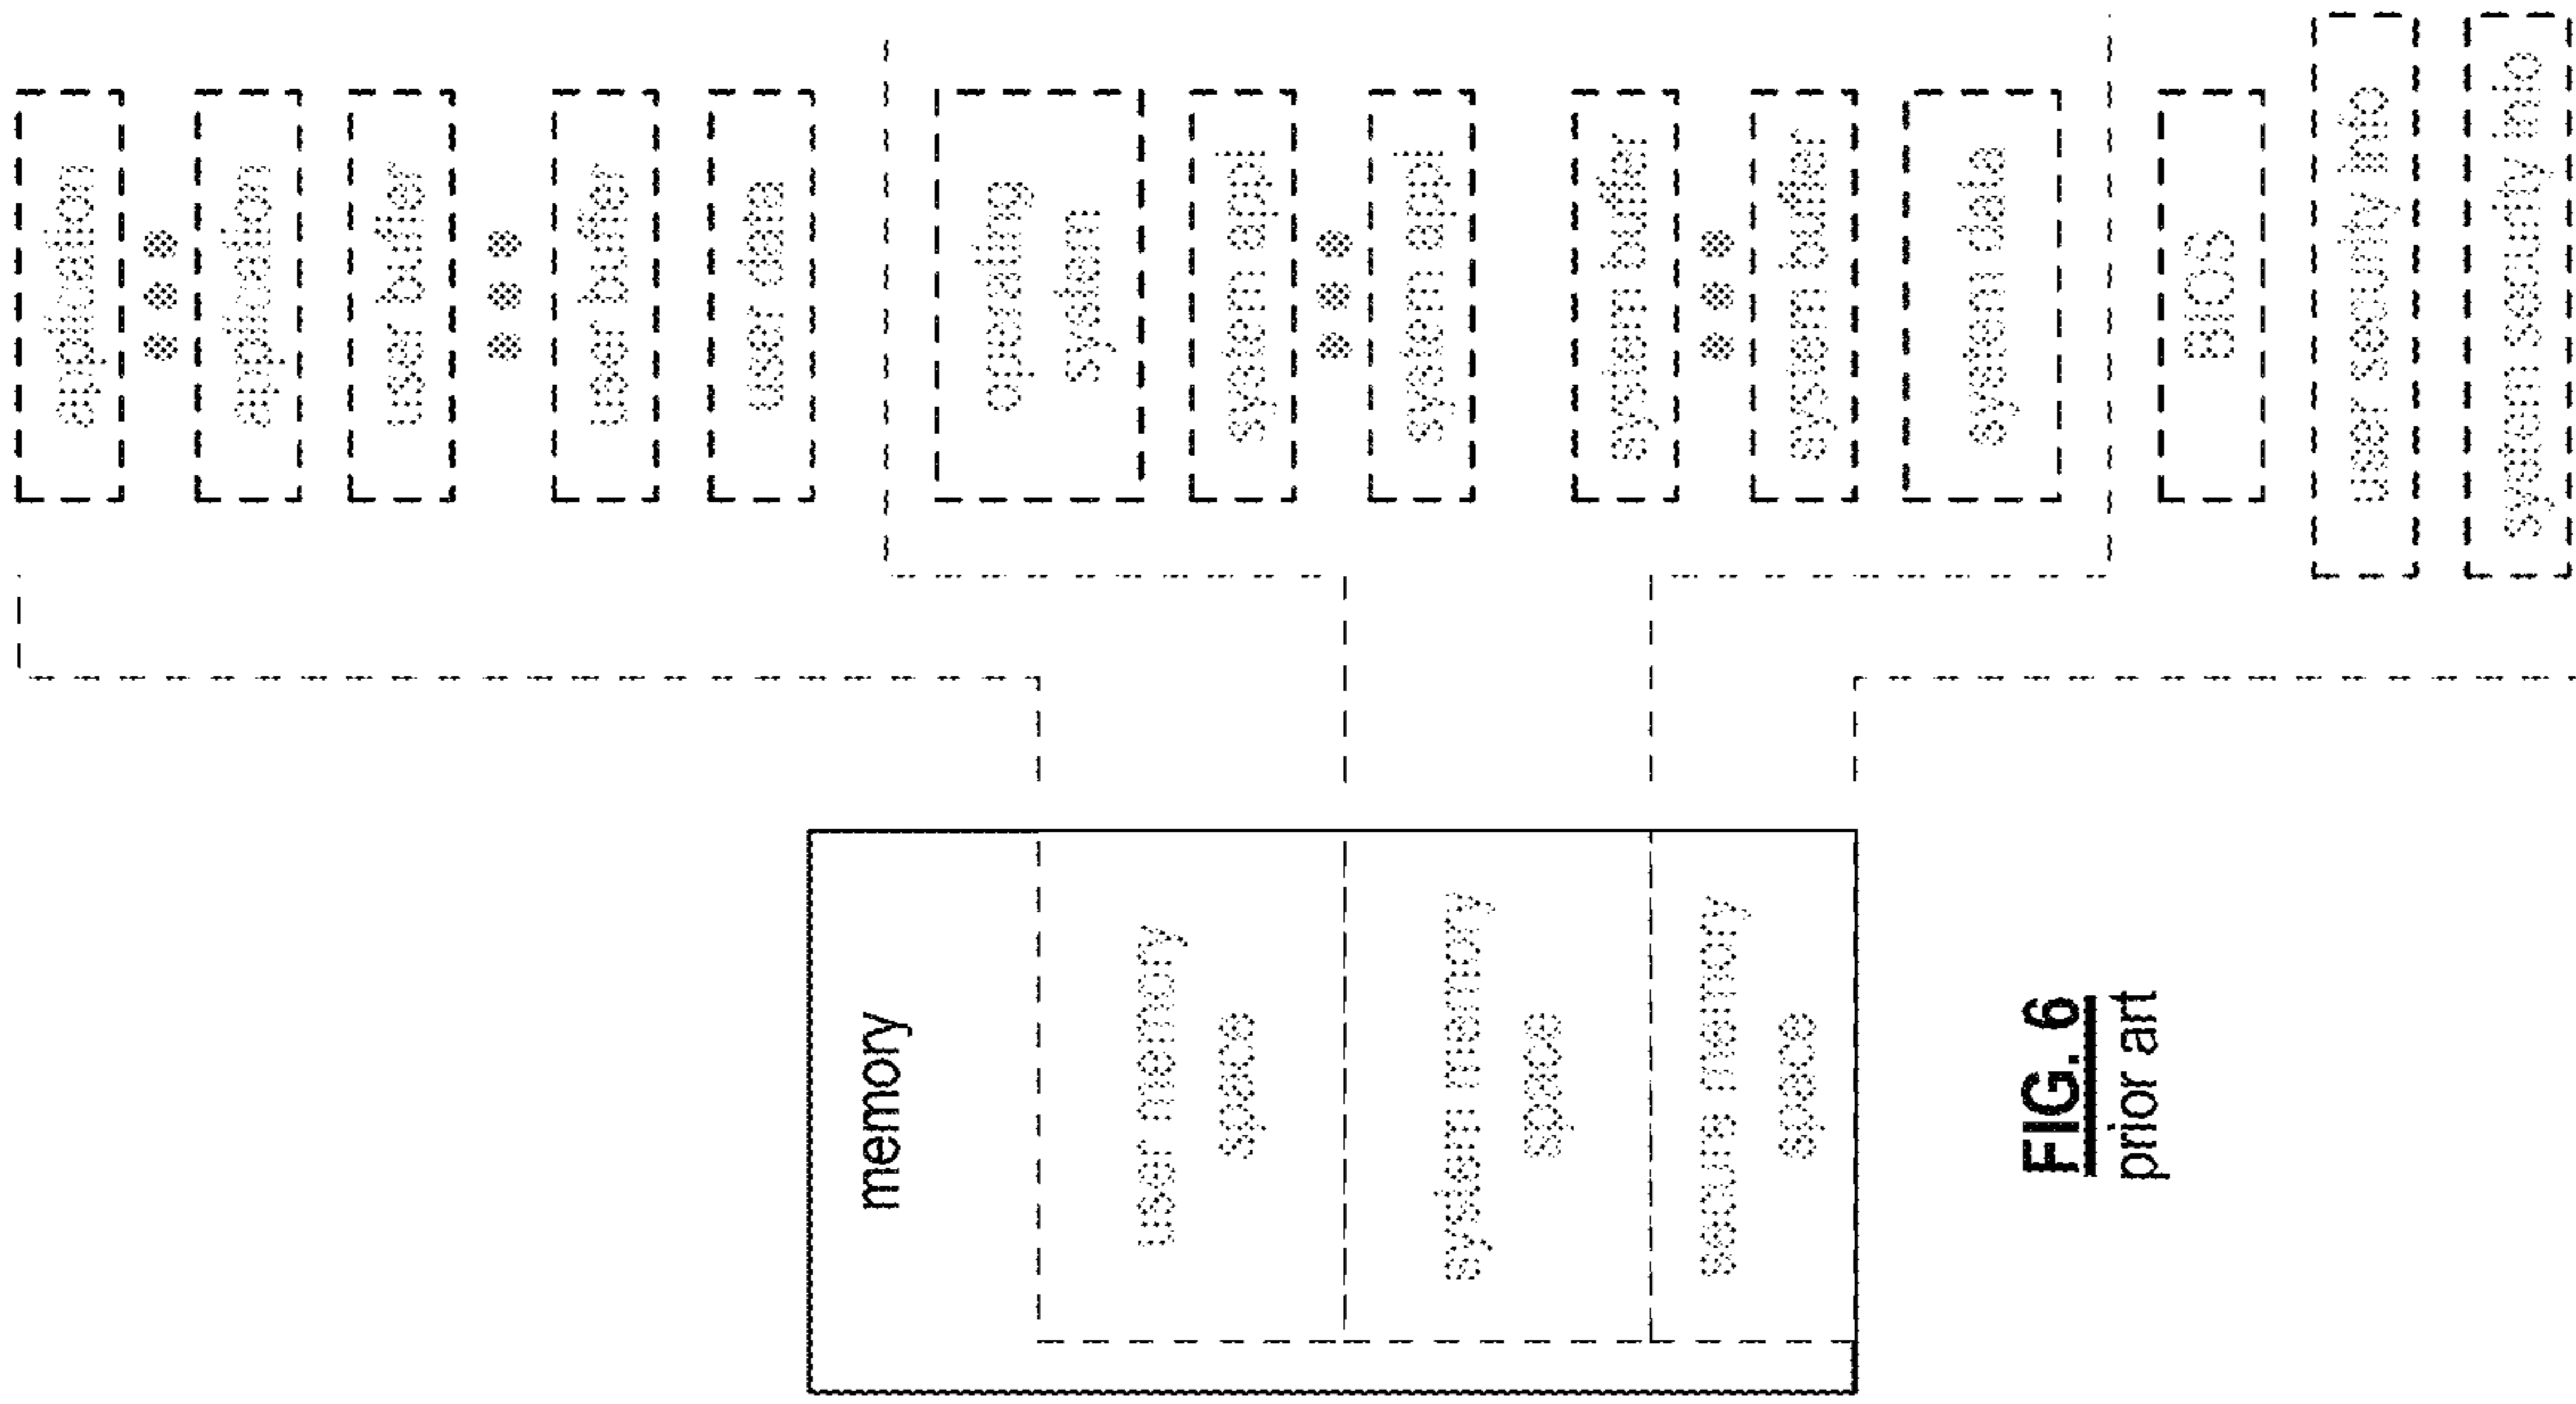 memory
user memory
space
system memory
space
secure memory
space
application
application
user buffer
user buffer
user data
operating
system
system apl
system apl
system buffer
system buffer
system data
BIOS
user security info
system security info
FIG. 6
prior art